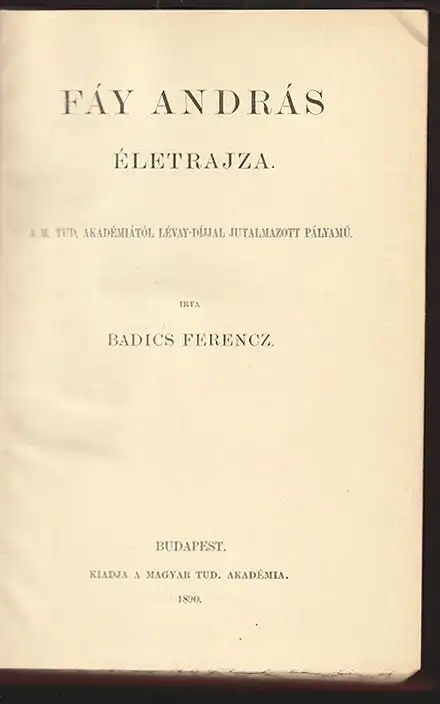 FÁY ANDRÁS
ÉLETRAJZA.
A M. TUD. AKADÉMIÁTÓL LÉVAY-DÍJJAL JUTALMAZOTT PÁLYAMŰ.
IRTA
BADICS FERENCZ.
BUDAPEST.
KIADJA A MAGYAR TUD. AKADÉMIA.
1890.